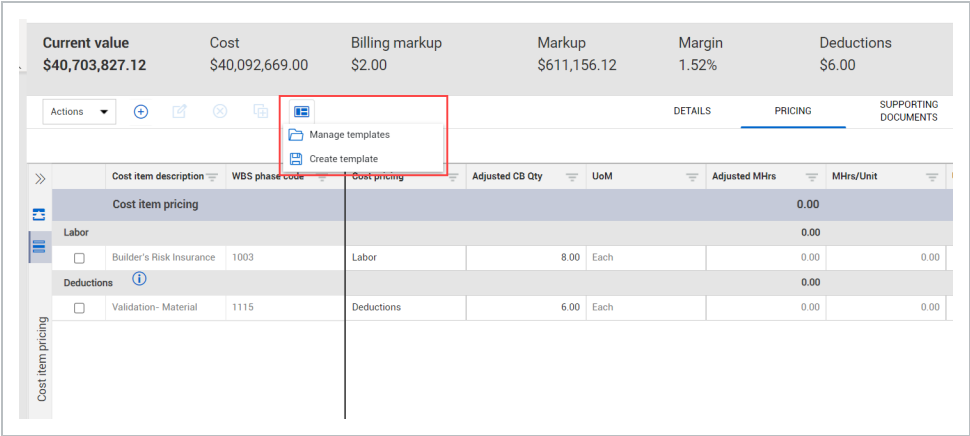 Current value Cost Billing markup Markup Margin Deductions
$40,703,827.12 $40,092,669.00 $2.00 $611,156.12 1.52% $6.00
Actions DETAILS PRICING SUPPORTING
DOCUMENTS
Manage templates
Create template
Cost item description WBS phase code Cost pricing Adjusted CB Qty UoM Adjusted MHrs MHrs/Unit
Cost item pricing 0.00
Labor 0.00
Builder's Risk Insurance 1003 Labor 8.00 Each 0.00 0.00
Deductions 0.00
Validation- Material 1115 Deductions 6.00 Each 0.00 0.00
Cost item pricing